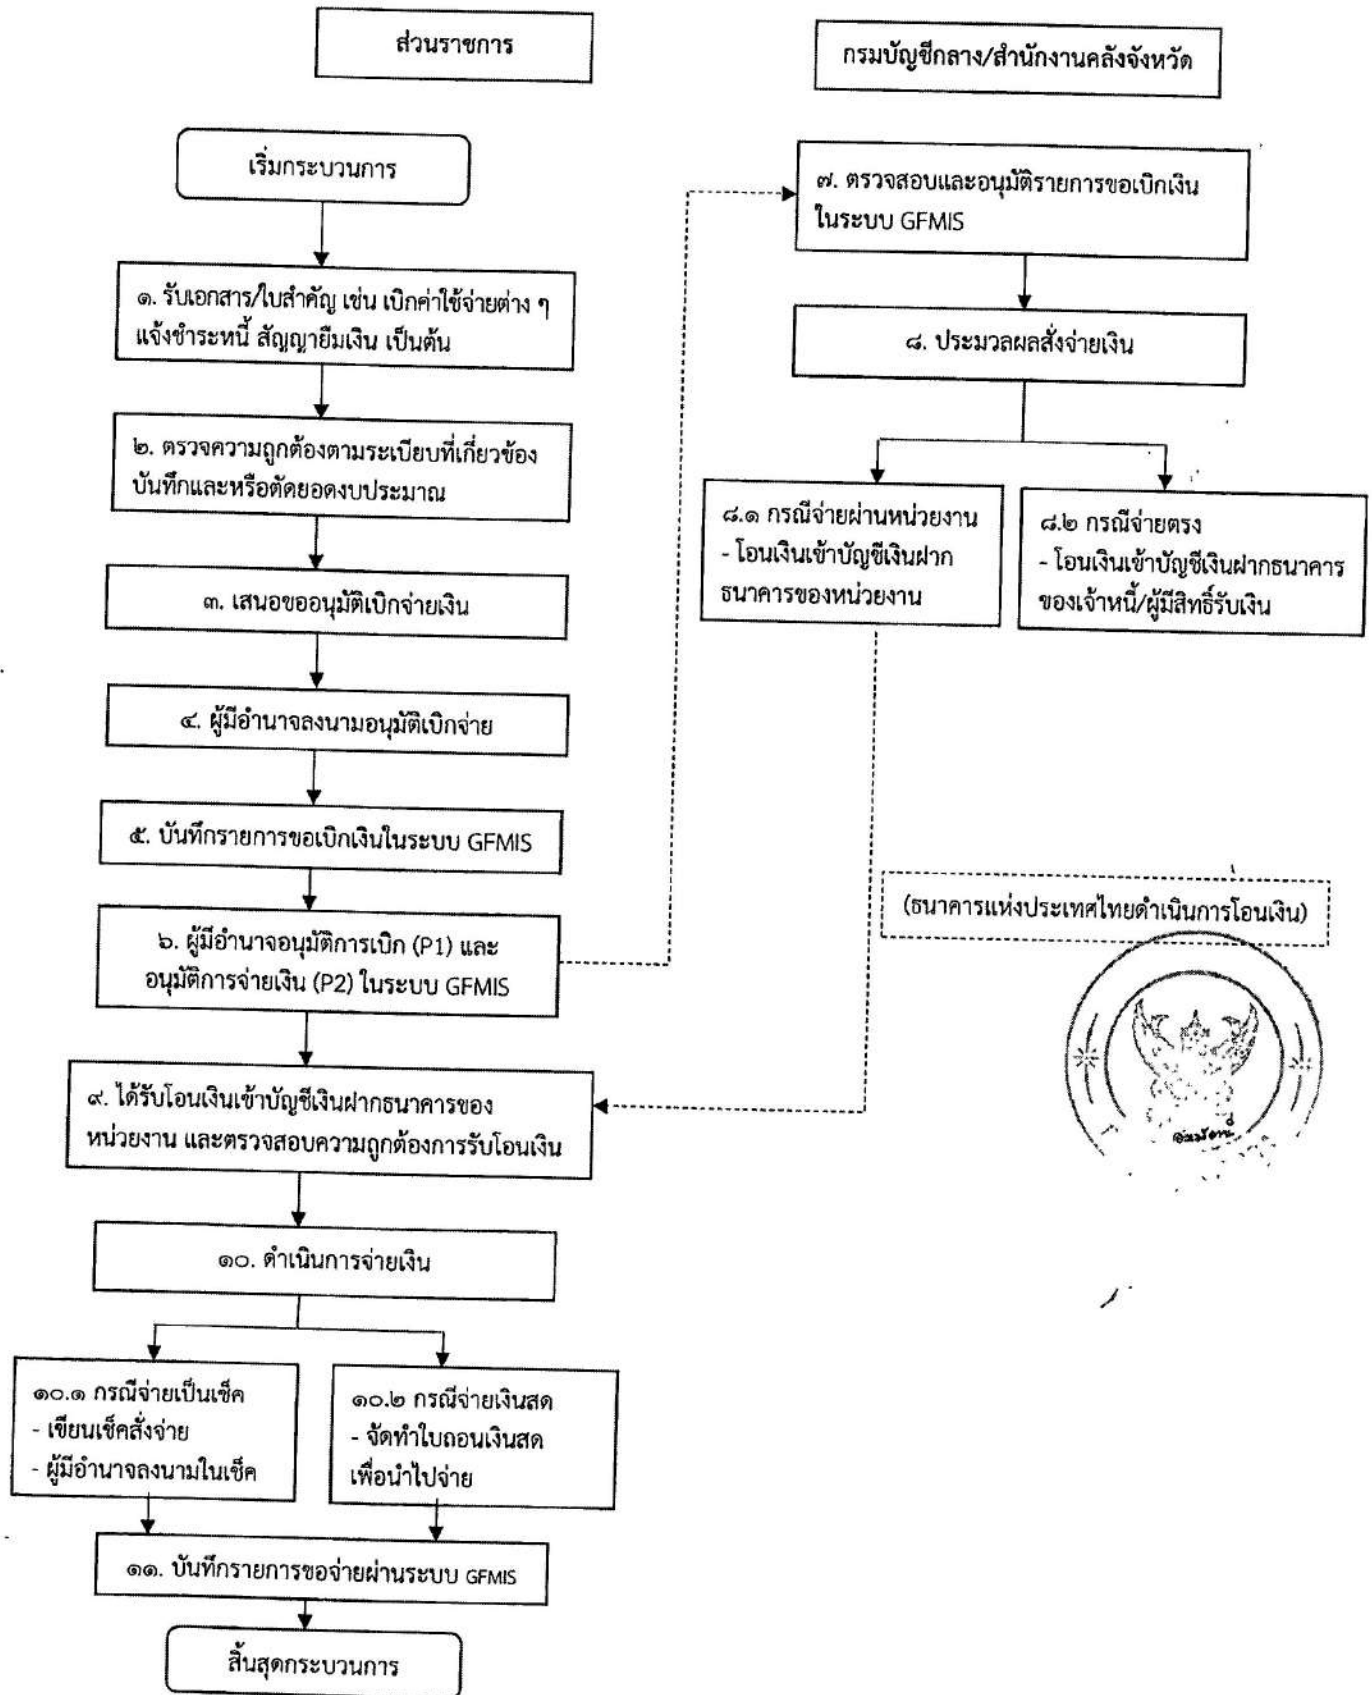 ส่วนราชการ
กรมบัญชีกลาง/สำนักงานคลังจังหวัด
เริ่มกระบวนการ
๑. รับเอกสาร/ใบสำคัญ เช่น เบิกค่าใช้จ่ายต่าง ๆ
แจ้งชำระหนี้ สัญญายืมเงิน เป็นต้น
๒. ตรวจความถูกต้องตามระเบียบที่เกี่ยวข้อง
บันทึกและหรือตัดยอดงบประมาณ
๓. เสนอขออนุมัติเบิกจ่ายเงิน
๔. ผู้มีอำนาจลงนามอนุมัติเบิกจ่าย
๕. บันทึกรายการขอเบิกเงินในระบบ GFMIS
๖. ผู้มีอำนาจอนุมัติการเบิก (P1) และ
อนุมัติการจ่ายเงิน (P2) ในระบบ GFMIS
๗. ตรวจสอบและอนุมัติรายการขอเบิกเงิน
ในระบบ GFMIS
๘. ประมวลผลสั่งจ่ายเงิน
๘.๑ กรณีจ่ายผ่านหน่วยงาน
- โอนเงินเข้าบัญชีเงินฝาก
ธนาคารของหน่วยงาน
๘.๒ กรณีจ่ายตรง
- โอนเงินเข้าบัญชีเงินฝากธนาคาร
ของเจ้าหนี้/ผู้มีสิทธิ์รับเงิน
(ธนาคารแห่งประเทศไทยดำเนินการโอนเงิน)
๙. ได้รับโอนเงินเข้าบัญชีเงินฝากธนาคารของ
หน่วยงาน และตรวจสอบความถูกต้องการรับโอนเงิน
๑๐. ดำเนินการจ่ายเงิน
๑๐.๑ กรณีจ่ายเป็นเช็ค
- เขียนเช็คสั่งจ่าย
- ผู้มีอำนาจลงนามในเช็ค
๑๐.๒ กรณีจ่ายเงินสด
- จัดทำใบถอนเงินสด
เพื่อนำไปจ่าย
๑๑. บันทึกรายการขอจ่ายผ่านระบบ GFMIS
สิ้นสุดกระบวนการ